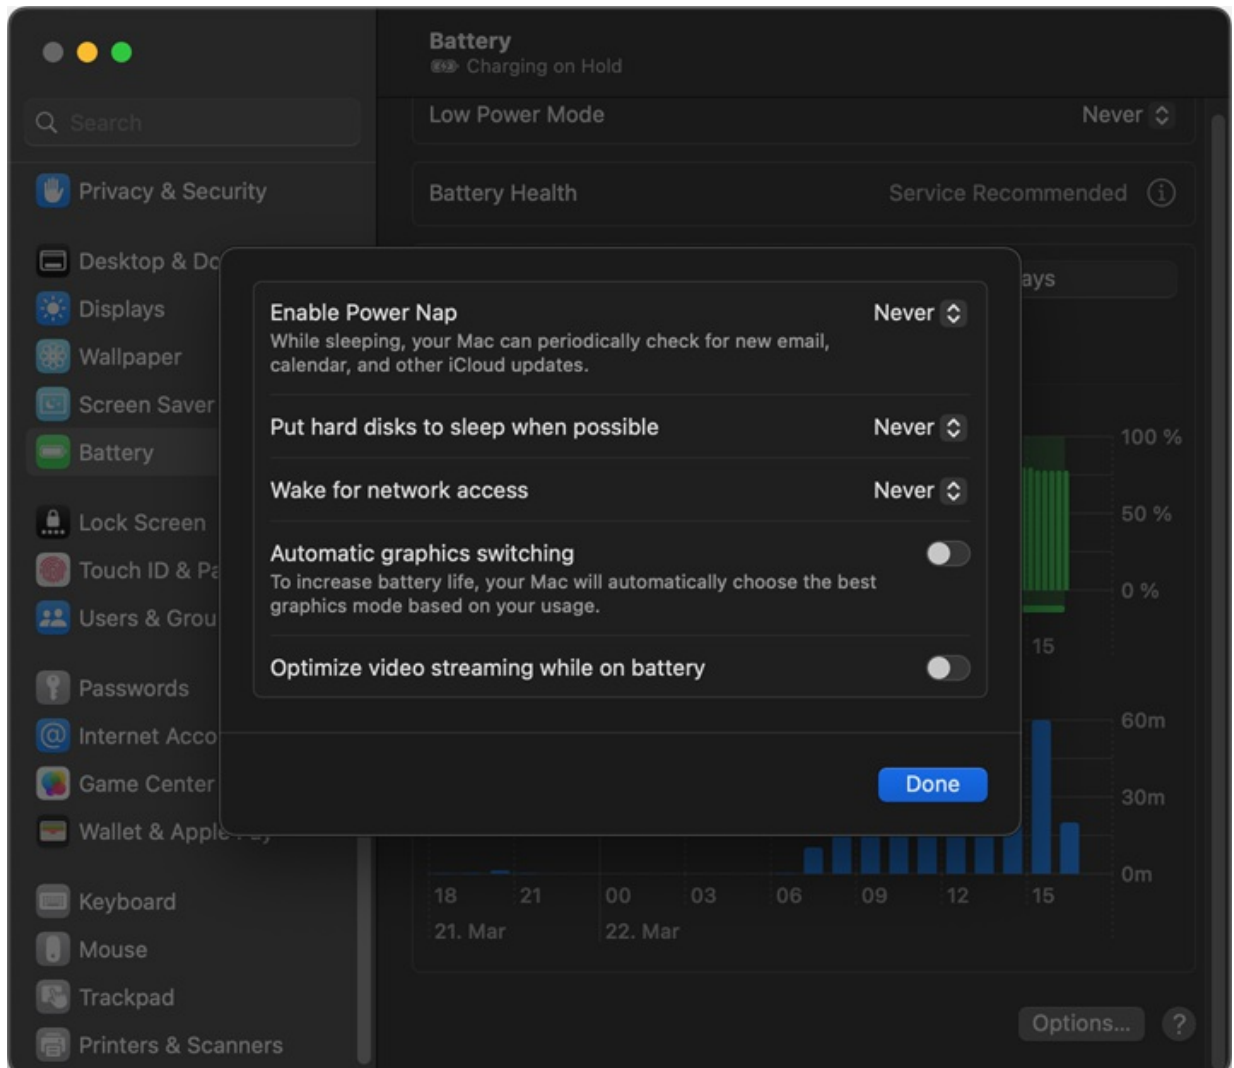 Battery
Charging on Hold
Search
Low Power Mode
Never
Privacy & Security
Battery Health
Service Recommended
Desktop & Do
ays
Displays
Wallpaper
Screen Saver
Battery
Lock Screen
Touch ID & Pa
Users & Grou
Passwords
Internet Acco
Game Center
Wallet & Apple Pay
Keyboard
Mouse
Trackpad
Printers & Scanners
Enable Power Nap
Never
While sleeping, your Mac can periodically check for new email,
calendar, and other iCloud updates.
Put hard disks to sleep when possible
Never
Wake for network access
Never
Automatic graphics switching
To increase battery life, your Mac will automatically choose the best
graphics mode based on your usage.
Optimize video streaming while on battery
Done
100 %
50 %
0 %
15
60m
30m
0m
18 21 00 03 06 09 12 15
21. Mar 22. Mar
Options...
?